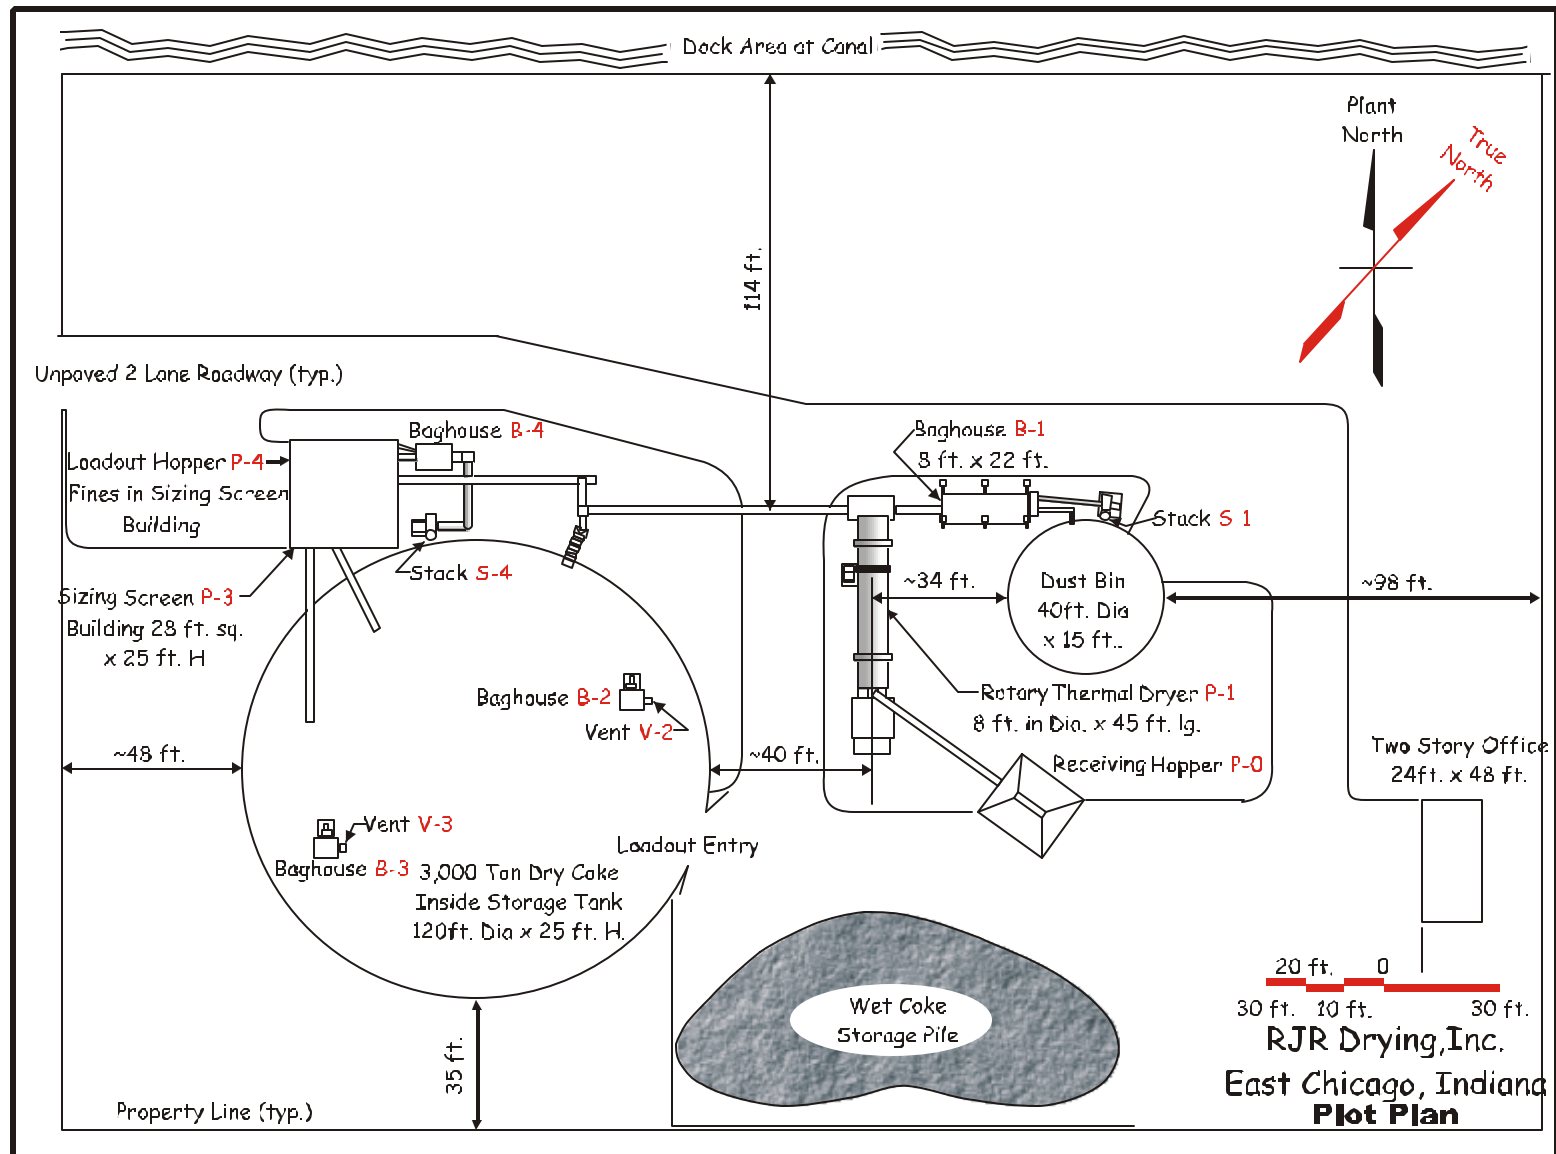 Dock Area at Canal
Plant
North
True
North
114 ft.
Unpaved 2 Lane Roadway (typ.)
Baghouse B-4
Loadout Hopper P-4
Fines in Sizing Screen
Building
Baghouse B-1
8 ft. x 22 ft.
Stack S-1
Stack S-4
Sizing Screen P-3
Building 28 ft. sq.
x 25 ft. H
~34 ft.
Dust Bin
40ft. Dia
x 15 ft..
~98 ft.
Baghouse B-2
Vent V-2
Rotary Thermal Dryer P-1
8 ft. in Dia. x 45 ft. lg.
~48 ft.
~40 ft.
Receiving Hopper P-0
Two Story Office
24ft. x 48 ft.
Vent V-3
Baghouse B-3
Loadout Entry
3,000 Ton Dry Coke
Inside Storage Tank
120ft. Dia x 25 ft. H.
Wet Coke
Storage Pile
35 ft.
Property Line (typ.)
20 ft. 0
30 ft. 10 ft. 30 ft.
RJR Drying,Inc.
East Chicago, Indiana
Plot Plan